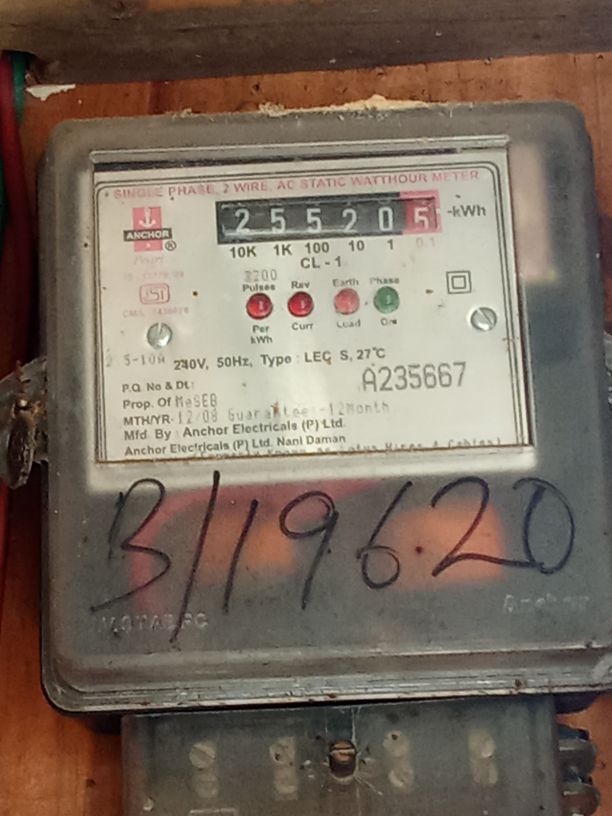 SINGLE PHASE, 2 WIRE, AC STATIC WATTHOUR METER
2 5 5 2 0 5 -kWh
10K 1K 100 10 1 0.1
CL - 1
ANCHOR ®
3200
Pulses Rev Earth Phase
Per kWh Curr Load On
2.5-10A 240V, 50Hz, Type : LEC S, 27°C
A235667
P.O. No & Dt:
Prop. Of MeSEB
MTH/YR-12/08 Guarantee:-12Month
Mfd By : Anchor Electricals (P) Ltd.
Anchor Electricals (P) Ltd. Nani Daman
B/19620
Anchor